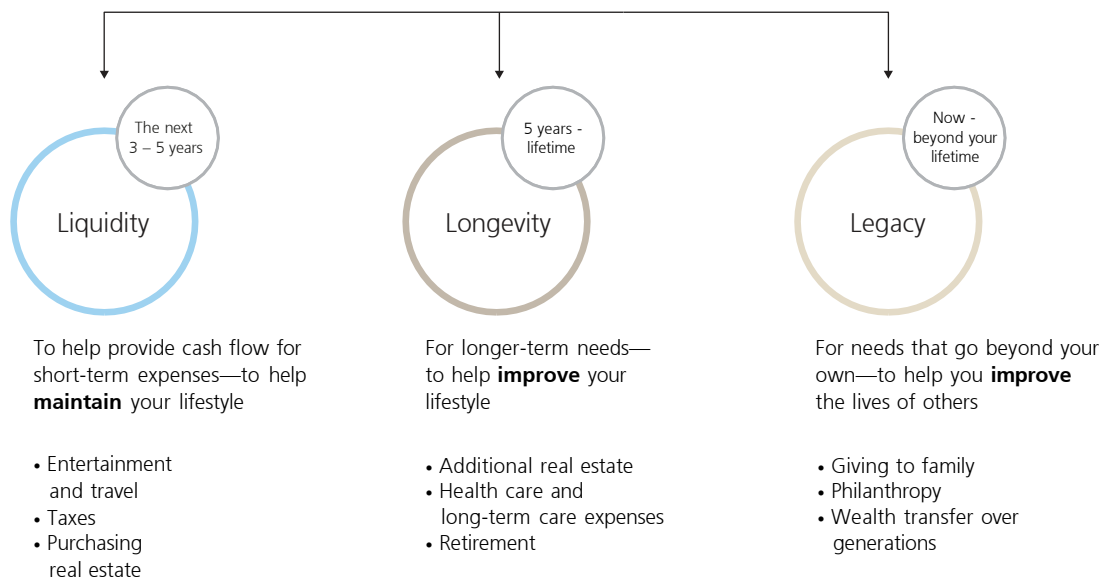 The next
3 – 5 years
Liquidity
To help provide cash flow for
short-term expenses—to help
maintain your lifestyle
• Entertainment
and travel
• Taxes
• Purchasing
real estate
5 years -
lifetime
Longevity
For longer-term needs—
to help improve your
lifestyle
• Additional real estate
• Health care and
long-term care expenses
• Retirement
Now -
beyond your
lifetime
Legacy
For needs that go beyond your
own—to help you improve
the lives of others
• Giving to family
• Philanthropy
• Wealth transfer over
generations